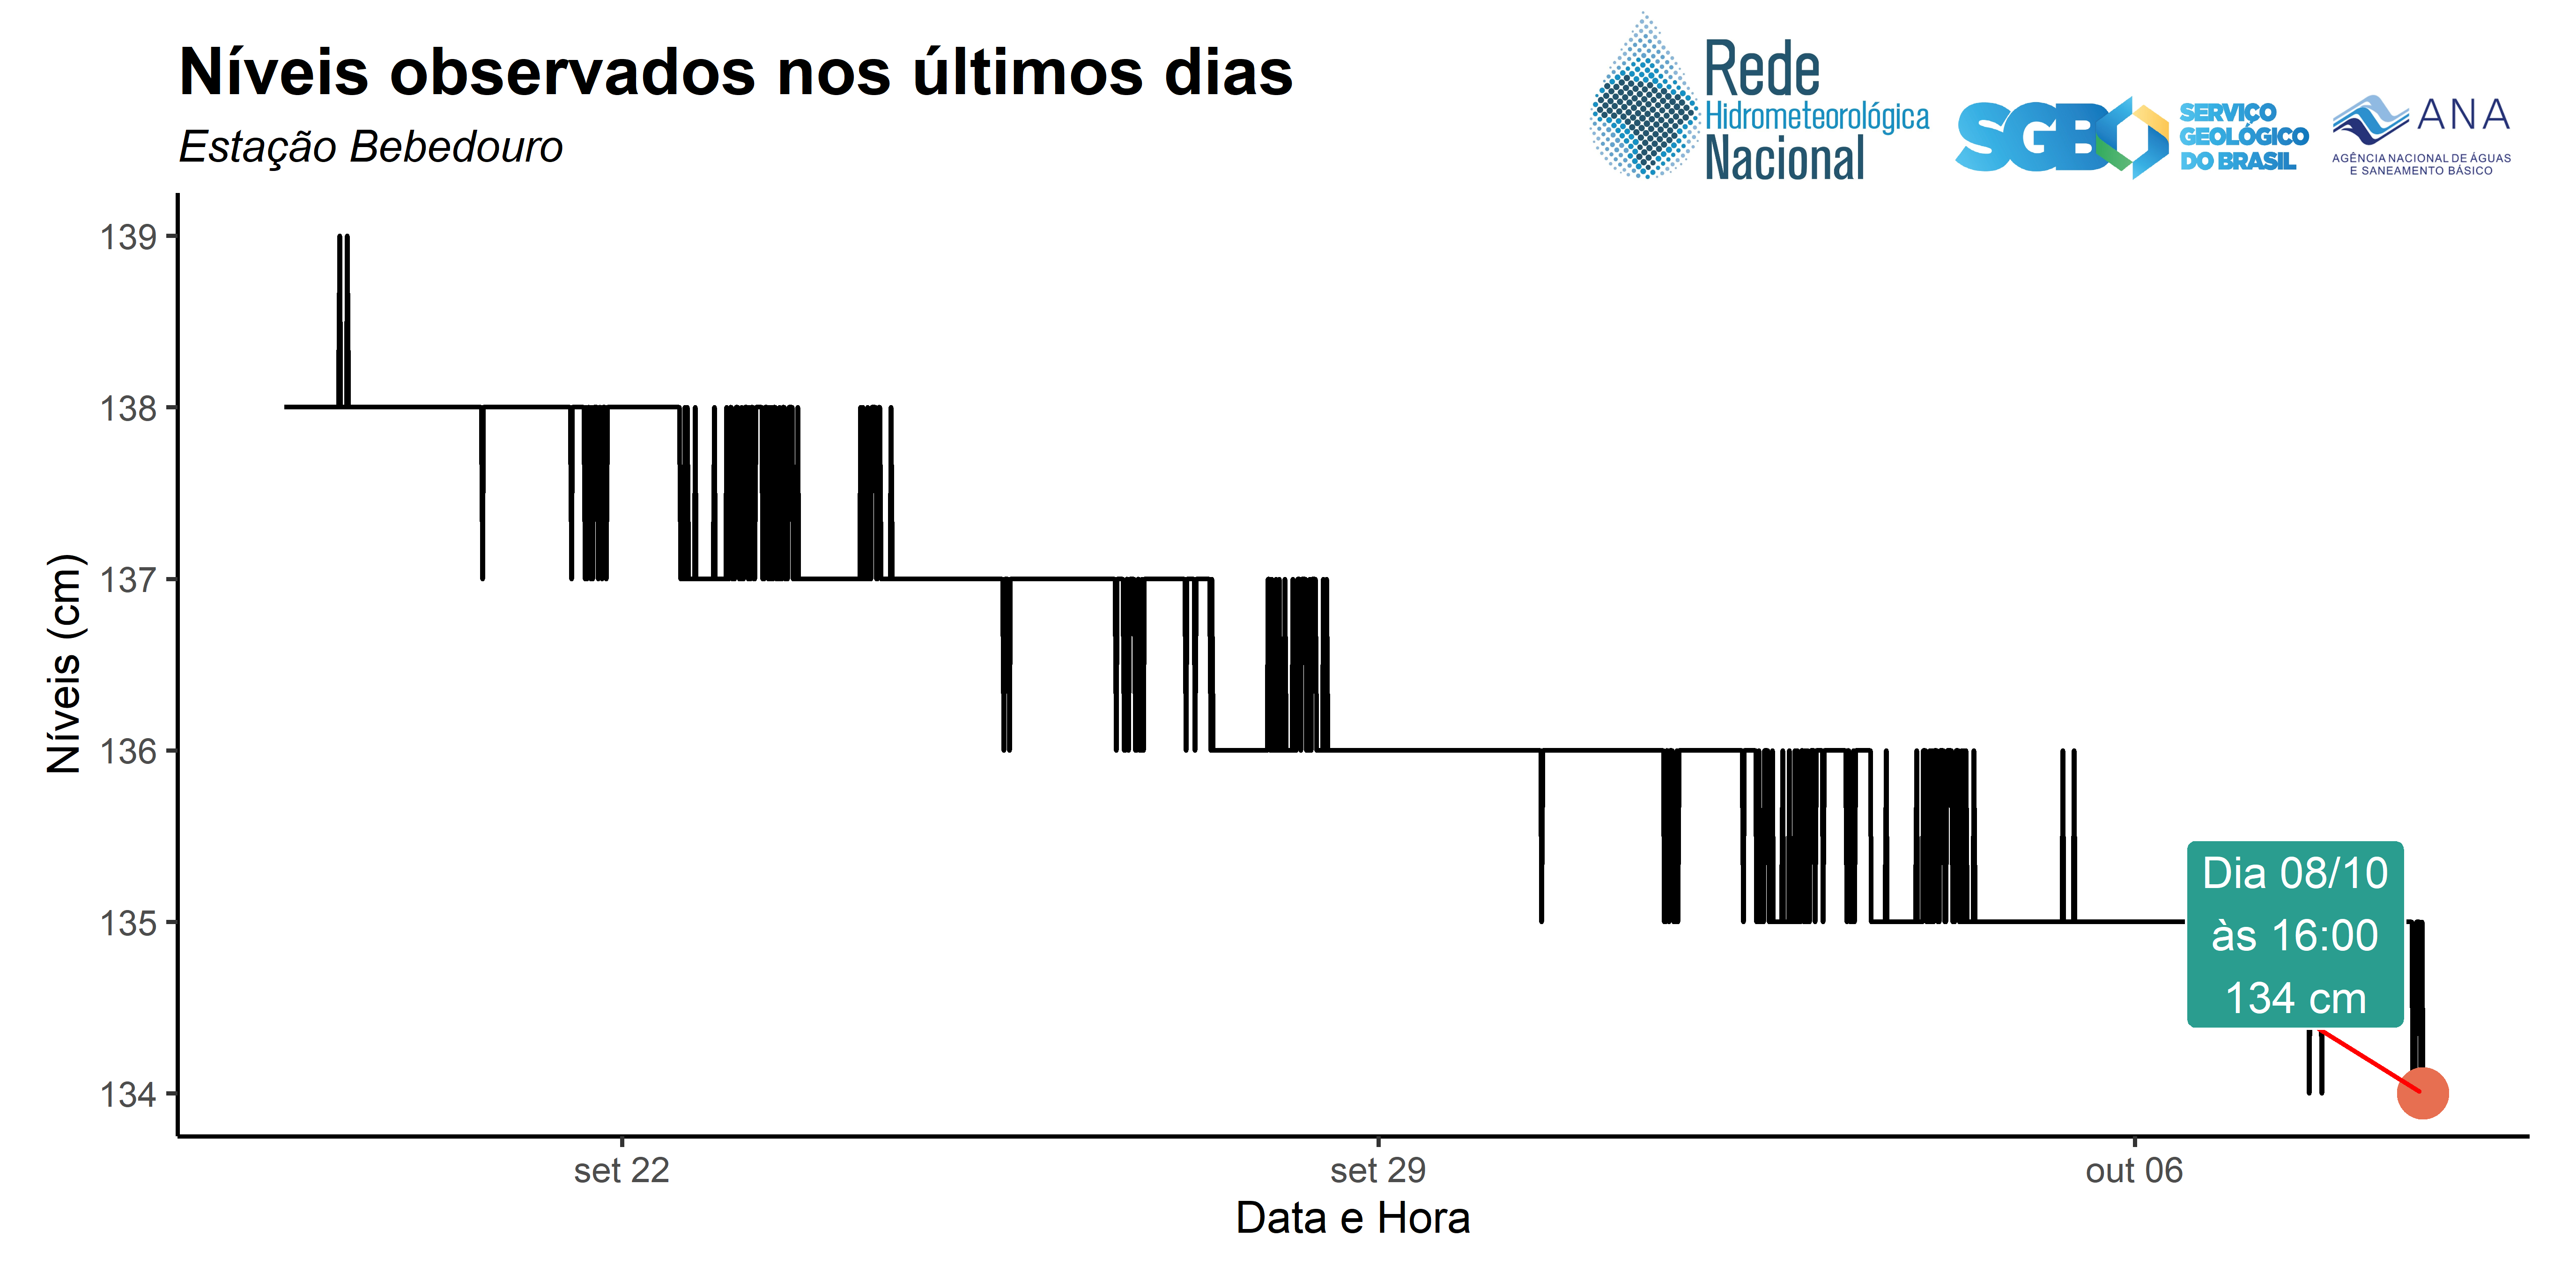 Níveis observados nos últimos dias
Estação Bebedouro
Rede
Hidrometeorológica
Nacional
SGB
SERVIÇO
GEOLÓGICO
DO BRASIL
ANA
AGÊNCIA NACIONAL DE ÁGUAS
E SANEAMENTO BÁSICO
Níveis (cm)
139
138
137
136
135
134
Dia 08/10
às 16:00
134 cm
set 22
set 29
out 06
Data e Hora